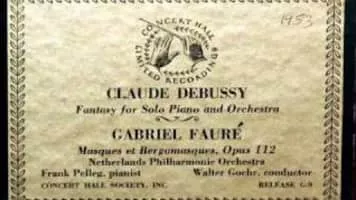 CONCERT HALL
LIMITED RECORDINGS
1953
CLAUDE DEBUSSY
Fantasy for Solo Piano and Orchestra
GABRIEL FAURÉ
Masques et Bergomasques, Opus 112
Netherlands Philharmonic Orchestra
Frank Pelleg, pianist Walter Goehr, conductor
CONCERT HALL SOCIETY, INC. RELEASE G-9